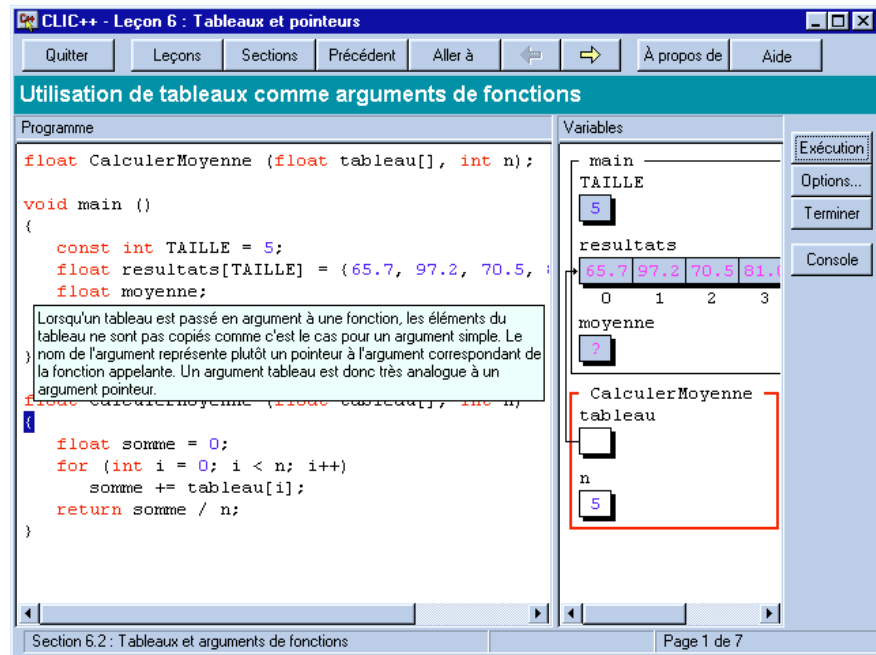 CLIC++ - Leçon 6 : Tableaux et pointeurs
Quitter Leçons Sections Précédent Aller à À propos de Aide
Utilisation de tableaux comme arguments de fonctions
Programme
float CalculerMoyenne (float tableau[], int n);
void main ()
{
const int TAILLE = 5;
float resultats[TAILLE] = {65.7, 97.2, 70.5,
float moyenne;
Lorsqu'un tableau est passé en argument à une fonction, les éléments du
tableau ne sont pas copiés comme c'est le cas pour un argument simple. Le
nom de l'argument représente plutôt un pointeur à l'argument correspondant de
la fonction appelante. Un argument tableau est donc très analogue à un
argument pointeur.
}
float CalculerMoyenne (float tableau[], int n)
{
float somme = 0;
for (int i = 0; i < n; i++)
somme += tableau[i];
return somme / n;
}
Variables
main
TAILLE
5
resultats
65.7 97.2 70.5 81.0
0 1 2 3
moyenne
?
CalculerMoyenne
tableau
n
5
Exécution
Options...
Terminer
Console
Section 6.2 : Tableaux et arguments de fonctions
Page 1 de 7